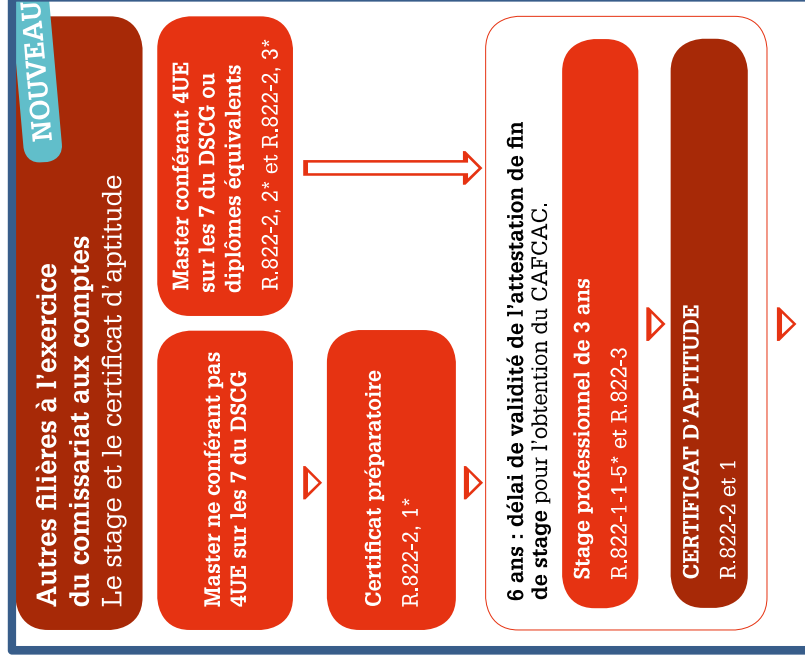 NOUVEAU
Autres filières à l'exercice
du comissariat aux comptes
Le stage et le certificat d'aptitude
Master ne conférant pas
4UE sur les 7 du DSCG
Master conférant 4UE
sur les 7 du DSCG ou
diplômes équivalents
R.822-2, 2* et R.822-2, 3*
Certificat préparatoire
R.822-2, 1*
6 ans : délai de validité de l'attestation de fin
de stage pour l'obtention du CAFCAC.
Stage professionnel de 3 ans
R.822-1-1-5* et R.822-3
CERTIFICAT D'APTITUDE
R.822-2 et 1